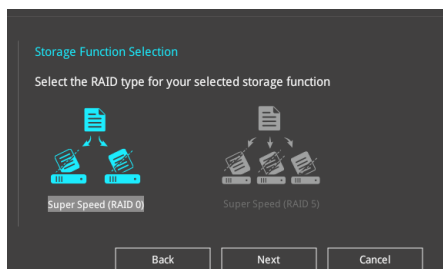 Storage Function Selection
Select the RAID type for your selected storage function
Super Speed (RAID 0)
Super Speed (RAID 5)
Back
Next
Cancel